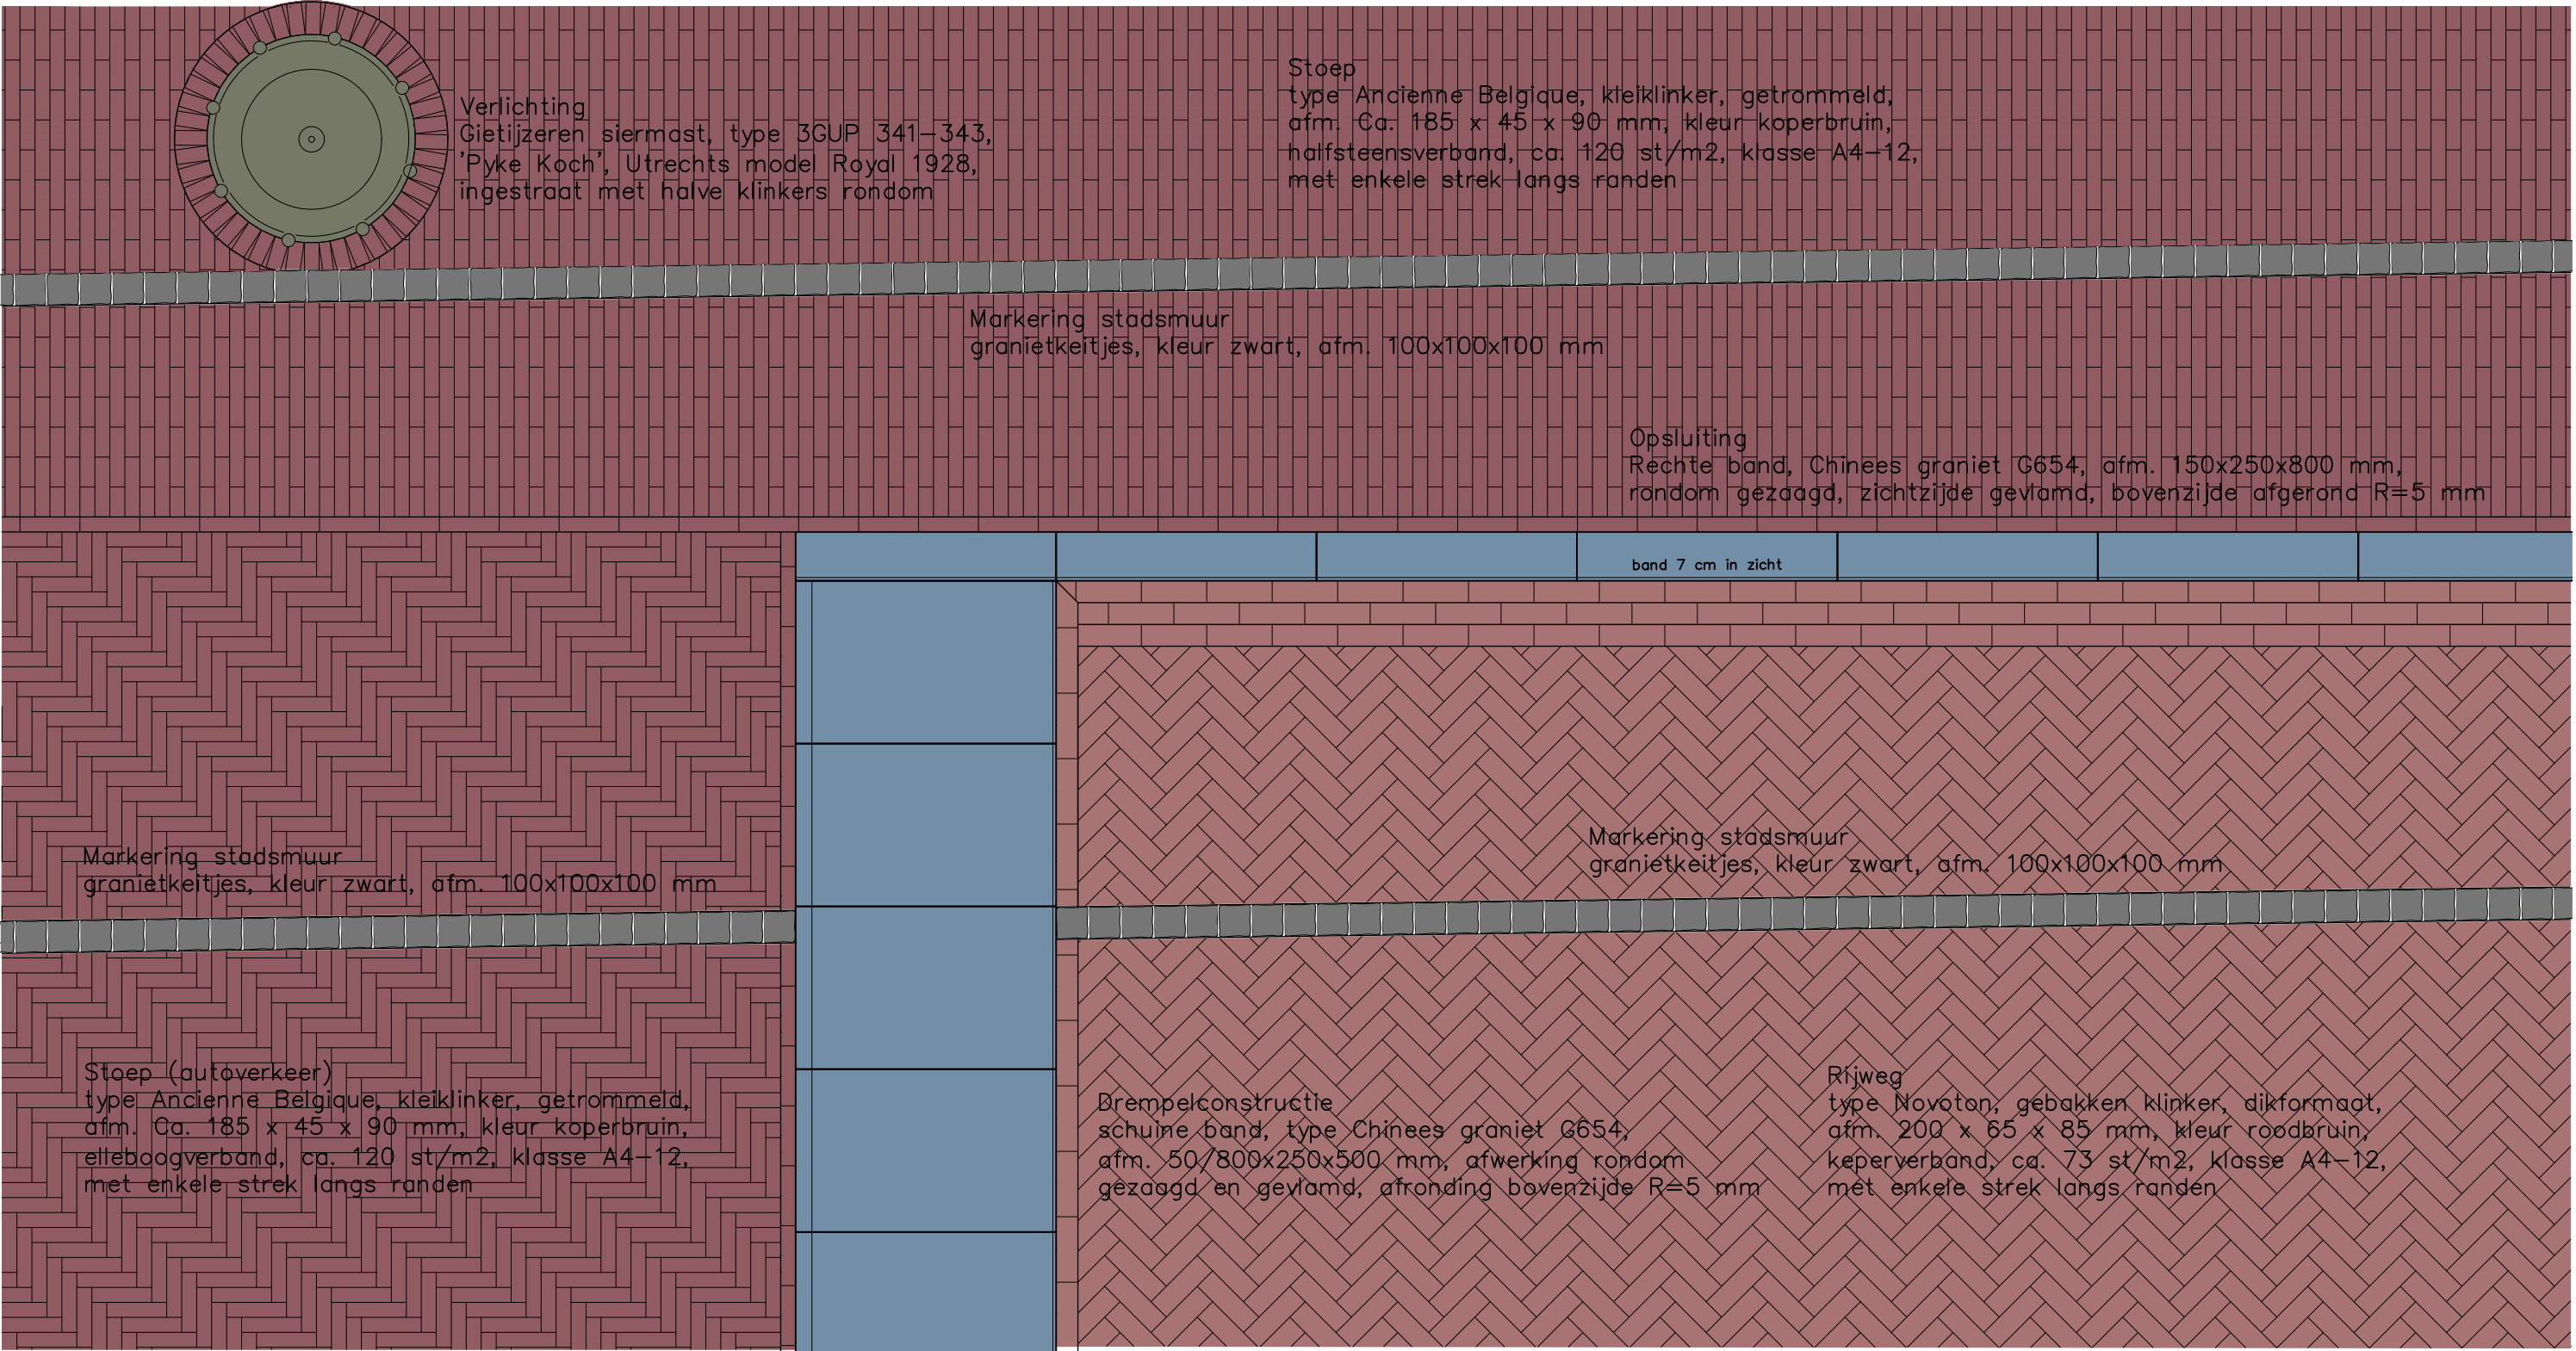 Verlichting
Gietijzeren siermast, type 3GUP 341-343,
'Pyke Koch', Utrechts model Royal 1928,
ingestraat met halve klinkers rondom
Stoep
type Ancienne Belgique, kleiklinker, getrommeld,
afm. Ca. 185 x 45 x 90 mm, kleur koperbruin,
halfsteensverband, ca. 120 st/m2, klasse A4-12,
met enkele strek langs randen
Markering stadsmuur
granietkeitjes, kleur zwart, afm. 100x100x100 mm
Opsluiting
Rechte band, Chinees graniet G654, afm. 150x250x800 mm,
rondom gezaagd, zichtzijde gevlamd, bovenzijde afgerond R=5 mm
band 7 cm in zicht
Markering stadsmuur
granietkeitjes, kleur zwart, afm. 100x100x100 mm
Markering stadsmuur
granietkeitjes, kleur zwart, afm. 100x100x100 mm
Stoep (autoverkeer)
type Ancienne Belgique, kleiklinker, getrommeld,
afm. Ca. 185 x 45 x 90 mm, kleur koperbruin,
elleboogverband, ca. 120 st/m2, klasse A4-12,
met enkele strek langs randen
Drempelconstructie
schuine band, type Chinees graniet G654,
afm. 50/800x250x500 mm, afwerking rondom
gezaagd en gevlamd, afronding bovenzijde R=5 mm
Rijweg
type Novoton, gebakken klinker, dikformaat,
afm. 200 x 65 x 85 mm, kleur roodbruin,
keperverband, ca. 73 st/m2, klasse A4-12,
met enkele strek langs randen